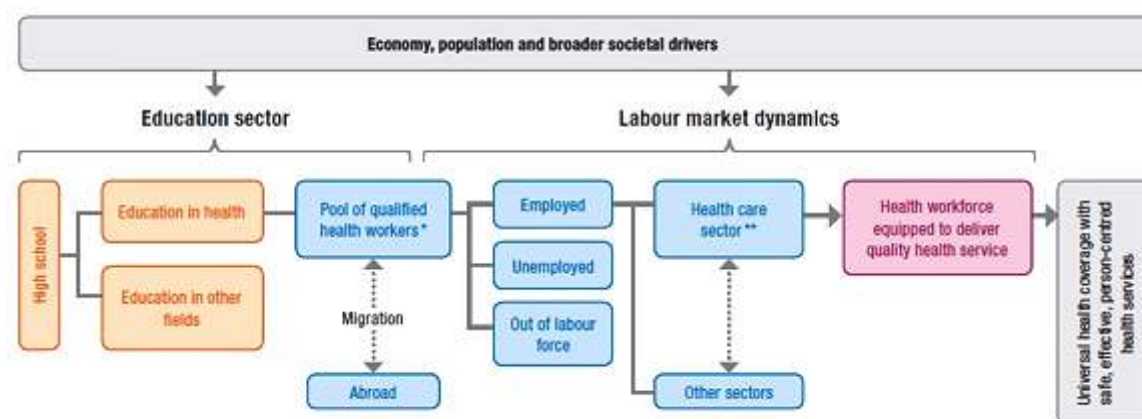 Economy, population and broader societal drivers
Education sector
Labour market dynamics
High school
Education in health
Education in other
fields
Pool of qualified
health workers*
Migration
Abroad
Employed
Unemployed
Out of labour
force
Health care
sector**
Other sectors
Health workforce
equipped to deliver
quality health service
Universal health coverage with
safe, effective, person-centred
health services